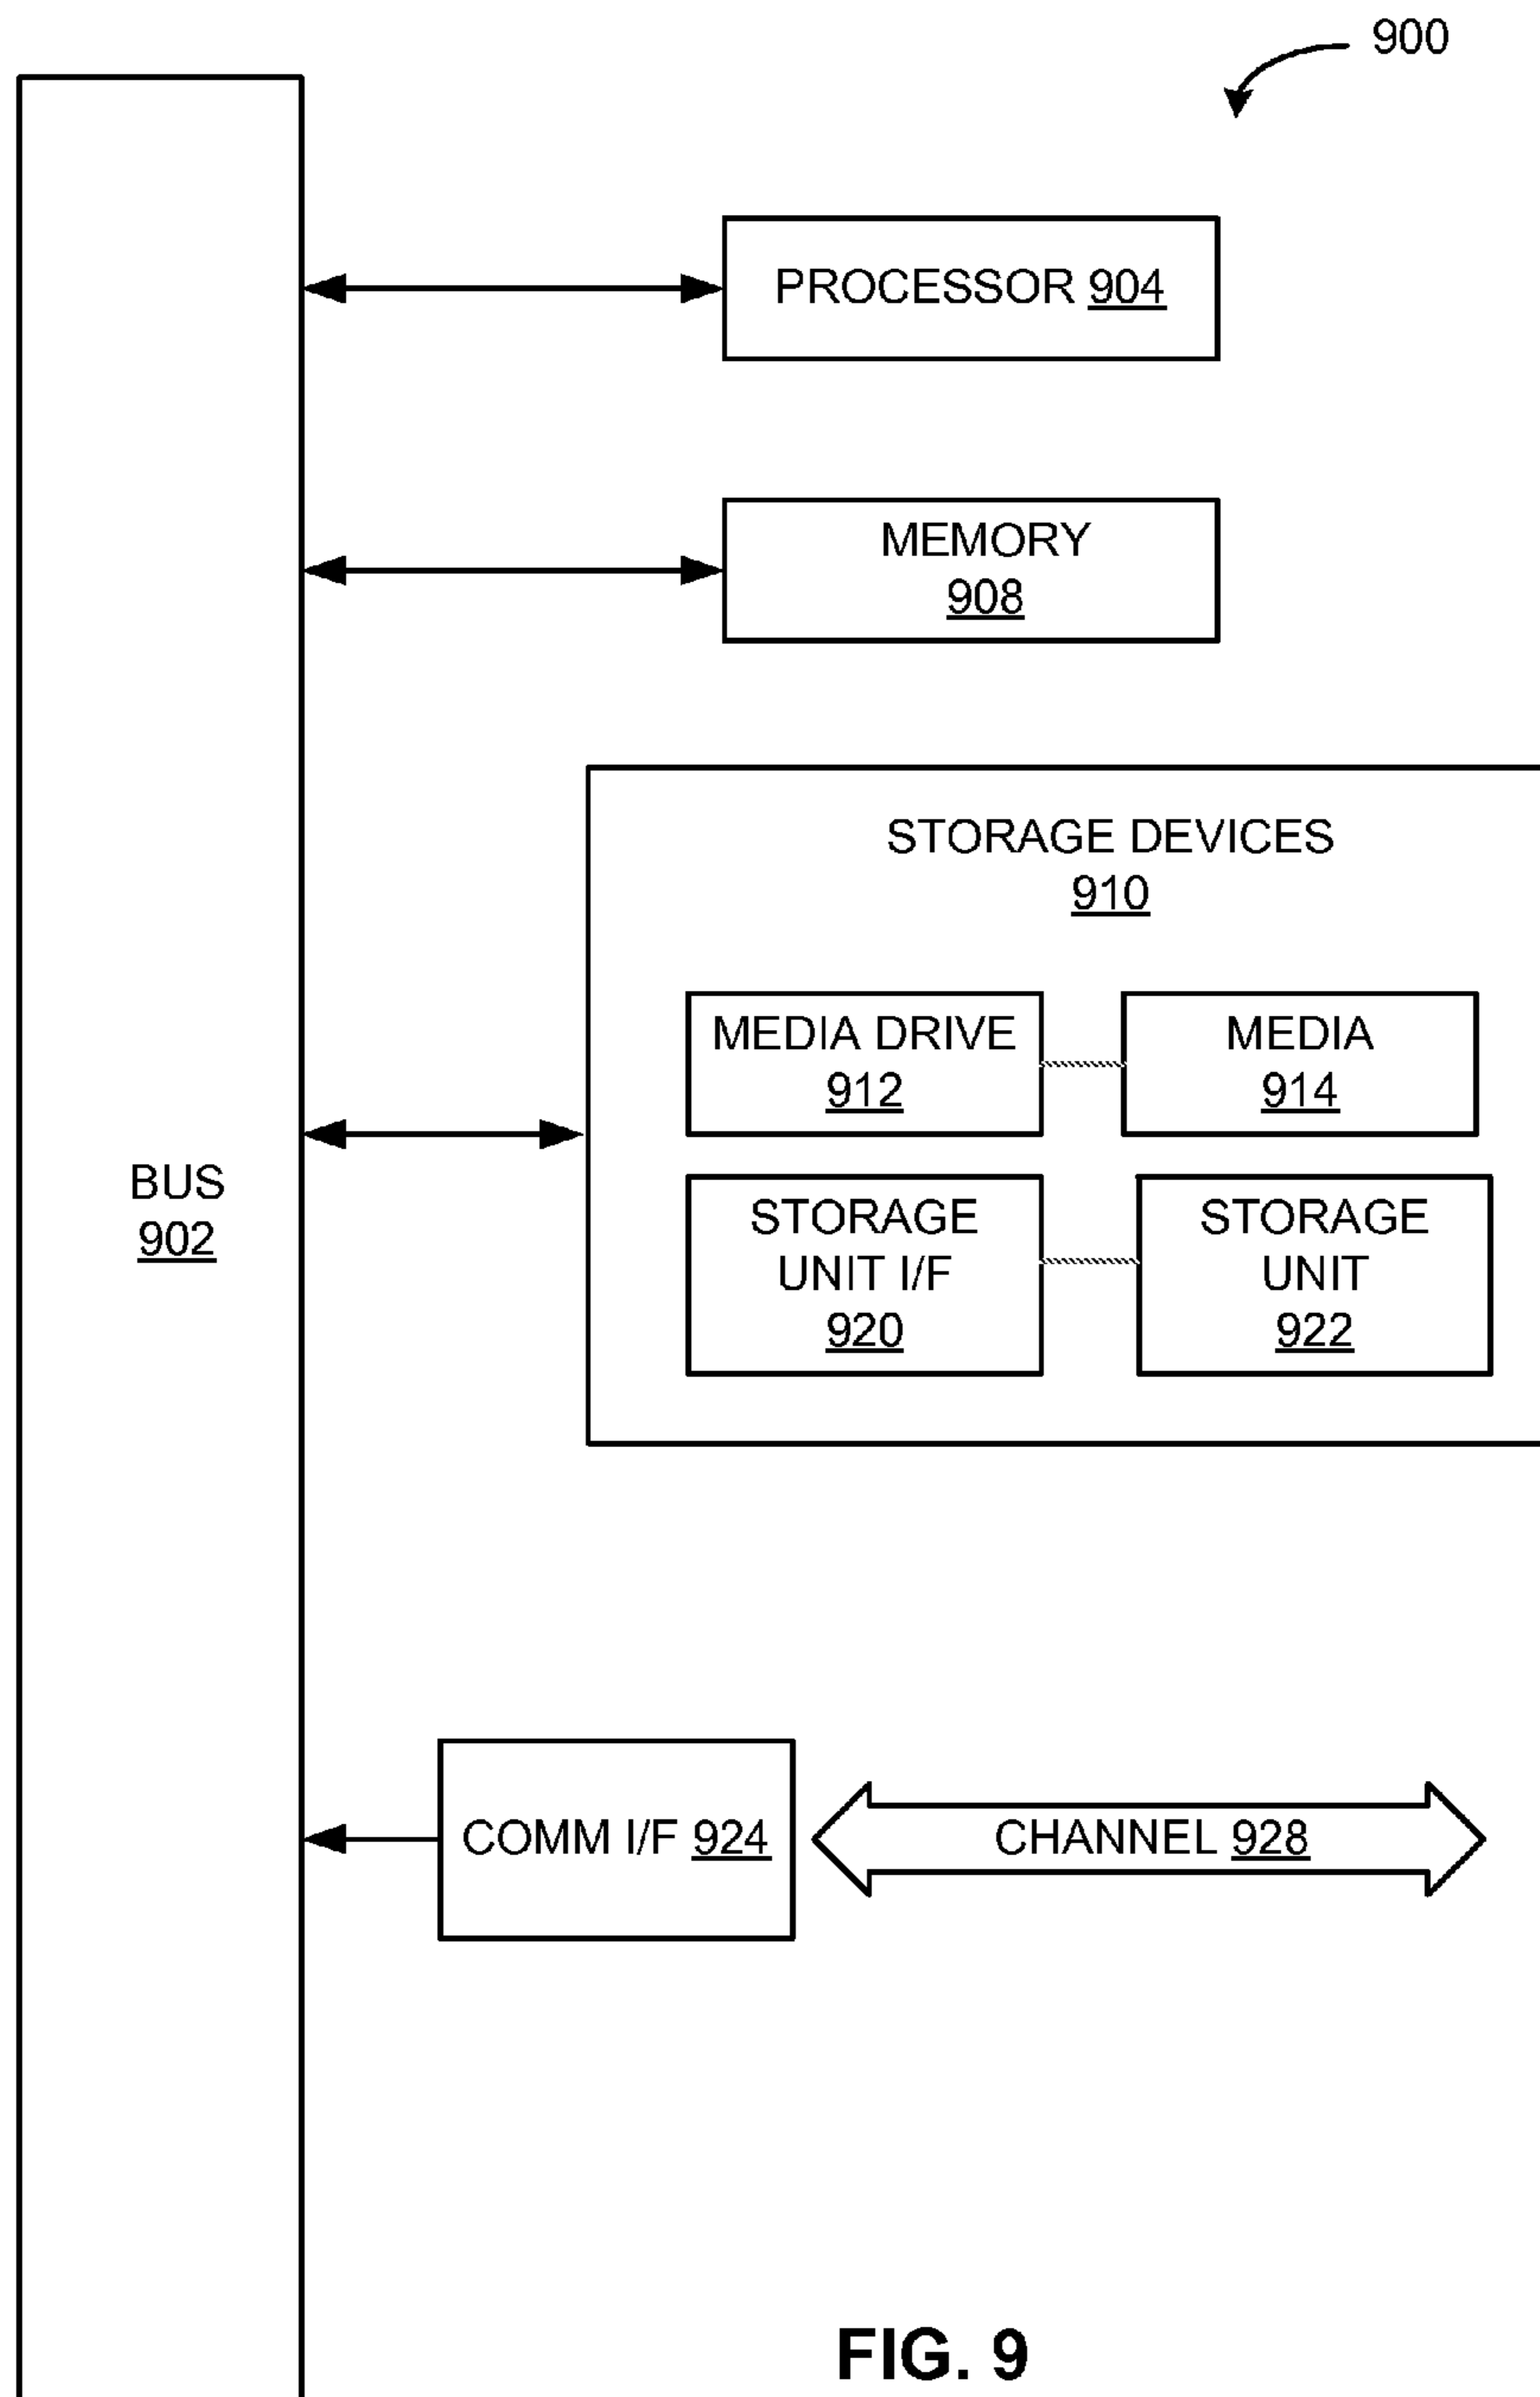 900
PROCESSOR 904
MEMORY
908
STORAGE DEVICES
910
MEDIA DRIVE
912
MEDIA
914
STORAGE
UNIT I/F
920
STORAGE
UNIT
922
BUS
902
COMM I/F 924
CHANNEL 928
FIG. 9